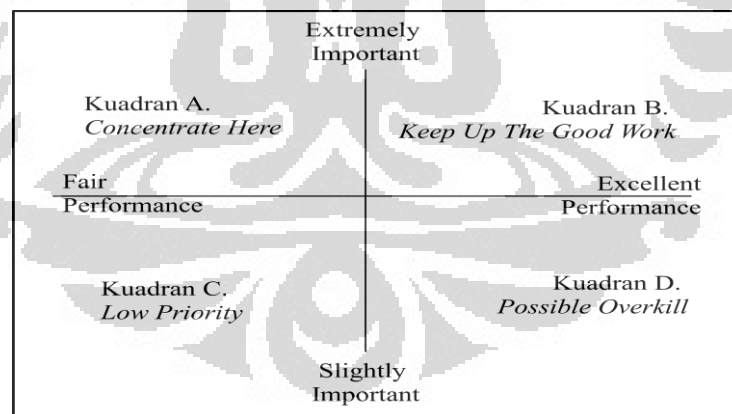 Extremely
Important
Kuadran A.
Concentrate Here
Kuadran B.
Keep Up The Good Work
Fair
Performance
Excellent
Performance
Kuadran C.
Low Priority
Kuadran D.
Possible Overkill
Slightly
Important